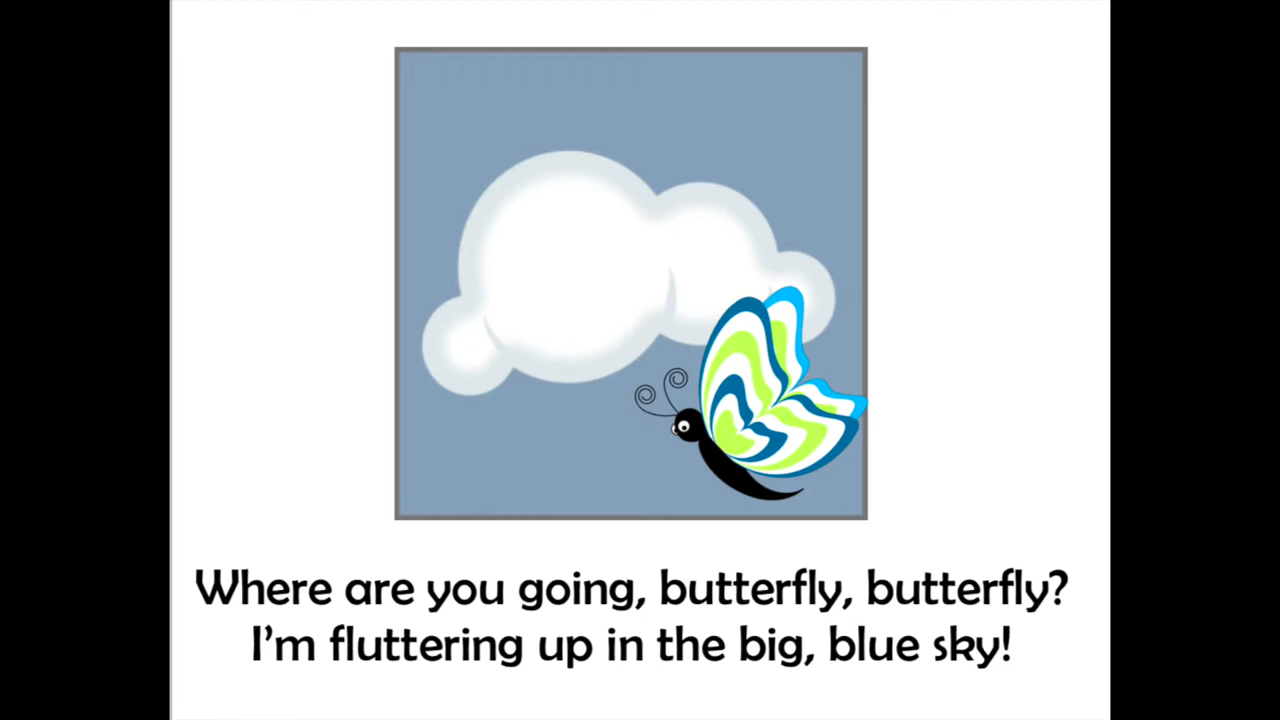 Where are you going, butterfly, butterfly?
I'm fluttering up in the big, blue sky!